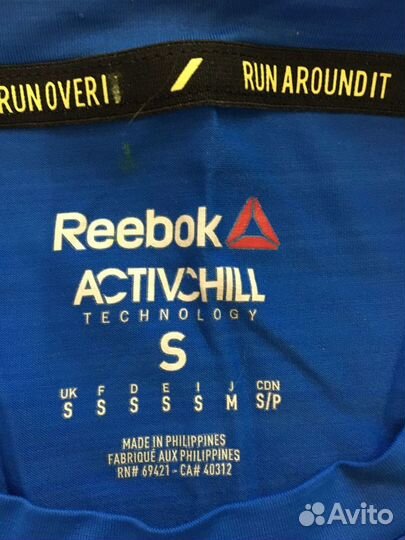 RUN OVER I / RUN AROUND IT
Reebok
ACTIVCHILL
TECHNOLOGY
S
UK F D E I J CDN
S S S S S M S/P
MADE IN PHILIPPINES
FABRIQUÉ AUX PHILIPPINES
RN# 69421 - CA# 40312
Avito